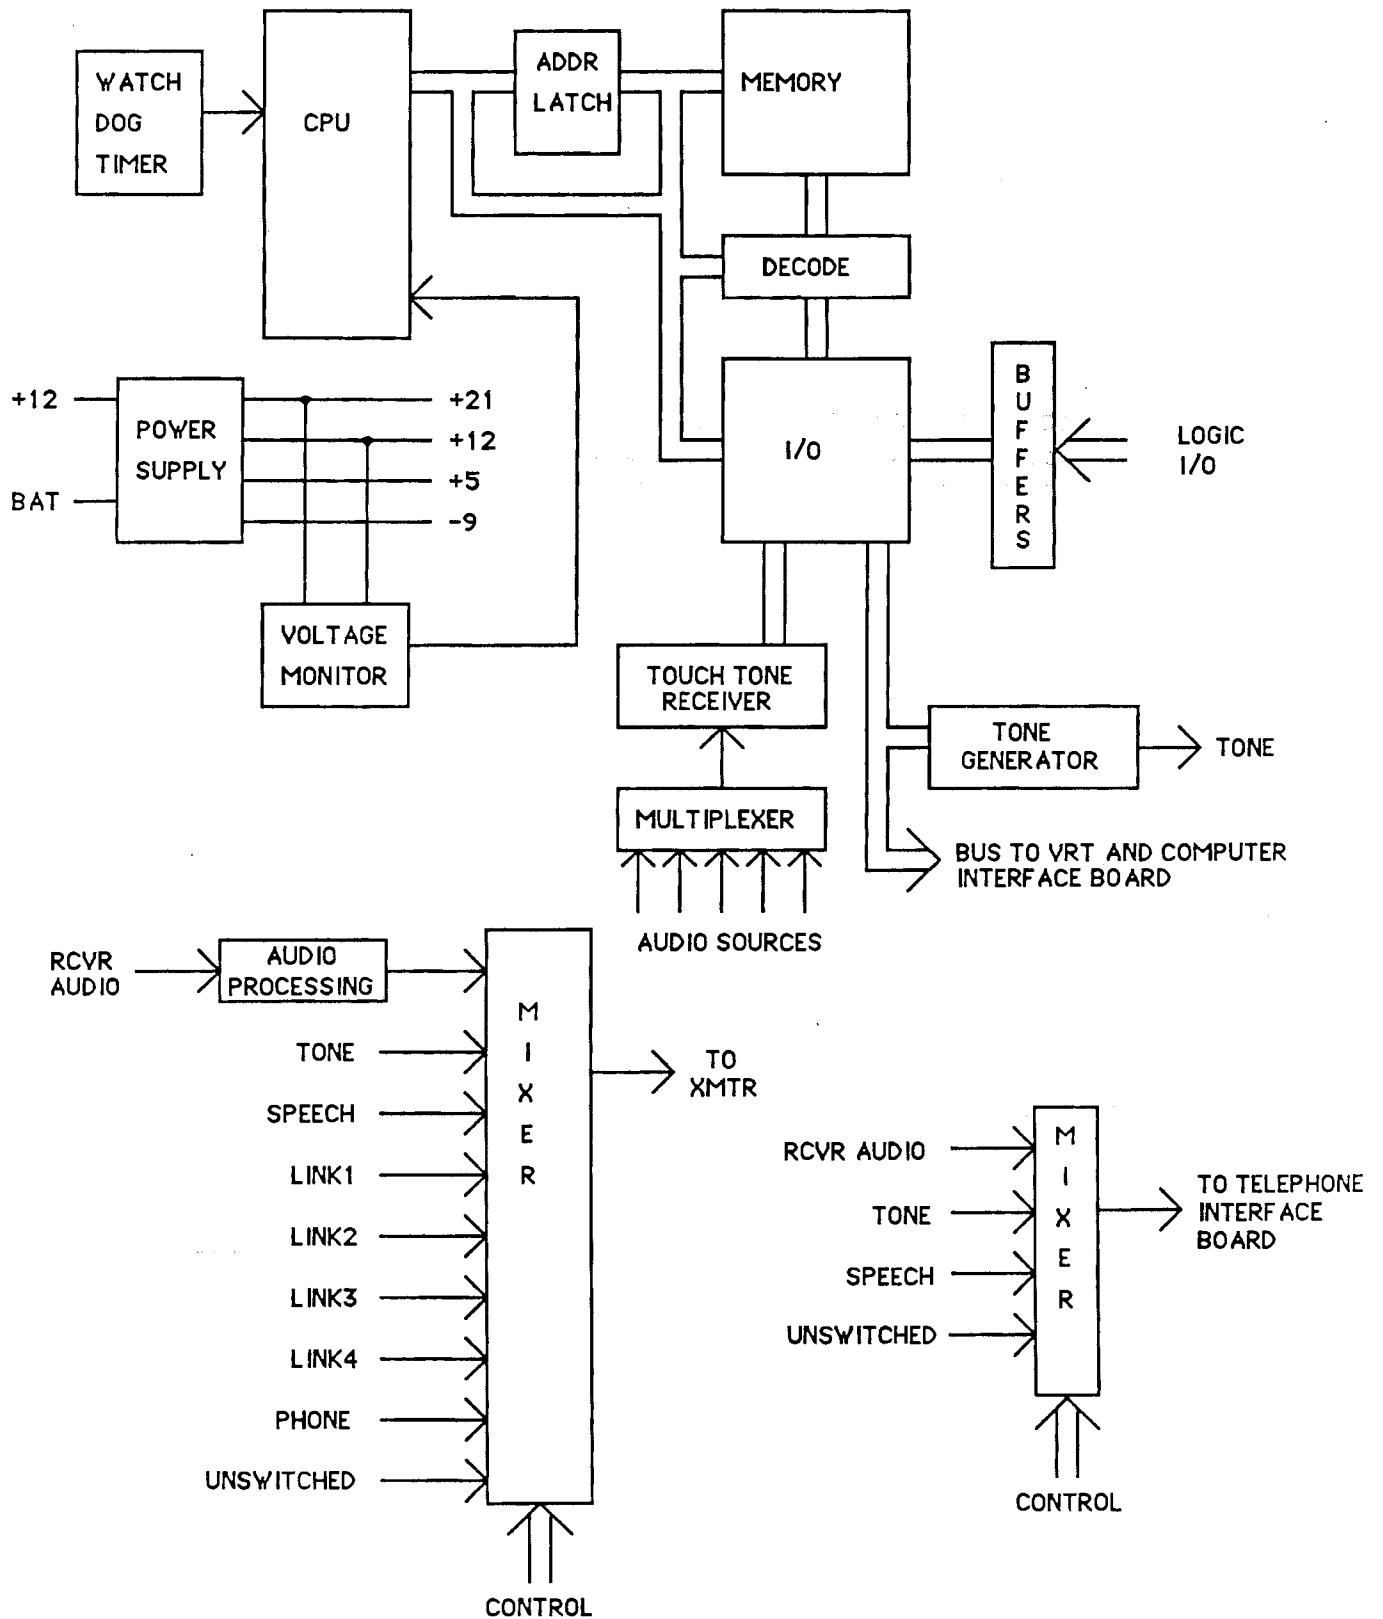 WATCH
DOG
TIMER
CPU
ADDR
LATCH
MEMORY
DECODE
+12
BAT
POWER
SUPPLY
+21
+12
+5
-9
VOLTAGE
MONITOR
I/O
BUFFERS
LOGIC
I/O
TOUCH TONE
RECEIVER
TONE
GENERATOR
TONE
MULTIPLEXER
BUS TO VRT AND COMPUTER
INTERFACE BOARD
AUDIO SOURCES
RCVR
AUDIO
AUDIO
PROCESSING
MIXER
TONE
SPEECH
LINK1
LINK2
LINK3
LINK4
PHONE
UNSWITCHED
TO
XMTR
CONTROL
RCVR AUDIO
TONE
SPEECH
UNSWITCHED
MIXER
TO TELEPHONE
INTERFACE
BOARD
CONTROL